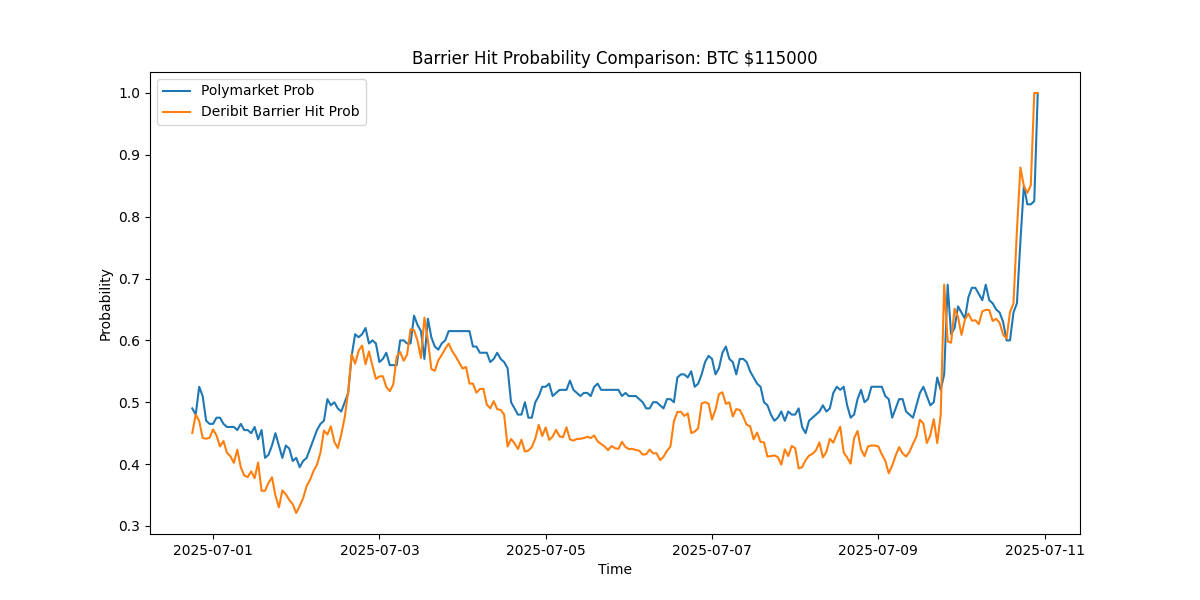 Barrier Hit Probability Comparison: BTC $115000
Polymarket Prob
Deribit Barrier Hit Prob
Probability
1.0
0.9
0.8
0.7
0.6
0.5
0.4
0.3
2025-07-01 2025-07-03 2025-07-05 2025-07-07 2025-07-09 2025-07-11
Time